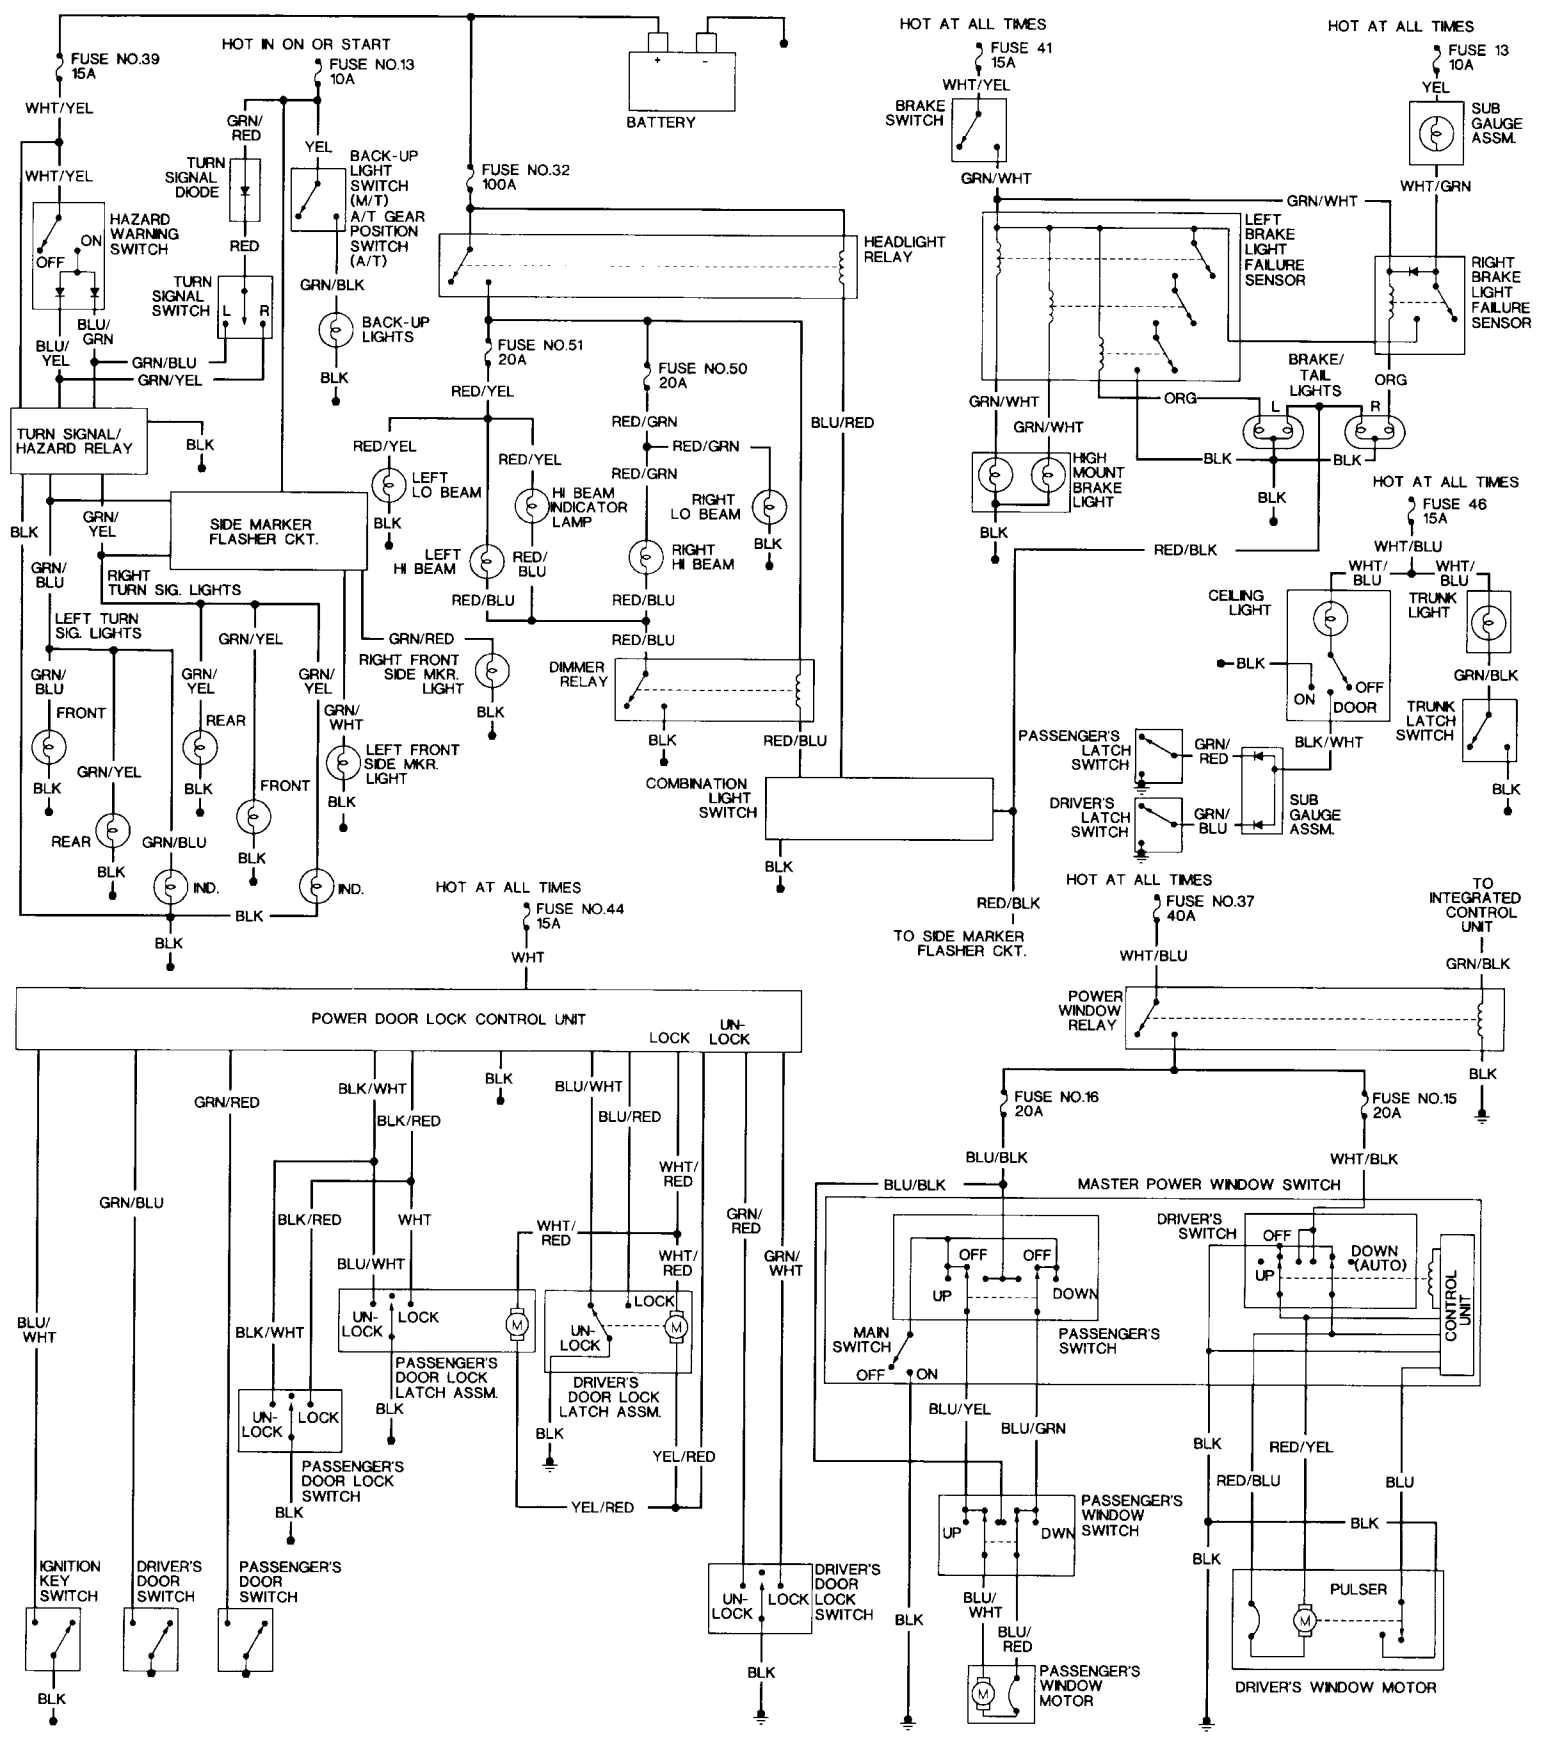 HOT IN ON OR START
FUSE NO.39
15A
WHT/YEL
FUSE NO.13
10A
GRN/
RED
YEL
TURN
SIGNAL
DIODE
BACK-UP
LIGHT
SWITCH
(M/T)
A/T GEAR
POSITION
SWITCH
(A/T)
WHT/YEL
HAZARD
WARNING
SWITCH
ON
OFF
RED
TURN
SIGNAL
SWITCH
L
R
GRN/BLK
BACK-UP
LIGHTS
BLK
BLU/
GRN
BLU/
YEL
GRN/BLU
GRN/YEL
TURN SIGNAL/
HAZARD RELAY
BLK
BATTERY
+
-
FUSE NO.32
100A
HEADLIGHT
RELAY
FUSE NO.51
20A
FUSE NO.50
20A
RED/YEL
RED/GRN
BLU/RED
RED/YEL
RED/YEL
RED/GRN
RED/GRN
LEFT
LO BEAM
HI BEAM
INDICATOR
LAMP
RIGHT
LO BEAM
BLK
LEFT
HI BEAM
RED/
BLU
RIGHT
HI BEAM
BLK
RED/BLU
RED/BLU
RED/BLU
DIMMER
RELAY
BLK
RED/BLU
COMBINATION
LIGHT
SWITCH
BLK
SIDE MARKER
FLASHER CKT.
BLK
GRN/
YEL
GRN/
BLU
RIGHT
TURN SIG. LIGHTS
LEFT TURN
SIG. LIGHTS
GRN/YEL
GRN/RED
RIGHT FRONT
SIDE MKR.
LIGHT
BLK
GRN/
BLU
GRN/
YEL
GRN/
YEL
GRN/
WHT
FRONT
REAR
LEFT FRONT
SIDE MKR.
LIGHT
BLK
GRN/YEL
BLK
FRONT
BLK
REAR
GRN/BLU
BLK
BLK
IND.
IND.
BLK
BLK
HOT AT ALL TIMES
FUSE 41
15A
WHT/YEL
BRAKE
SWITCH
GRN/WHT
HOT AT ALL TIMES
FUSE 13
10A
YEL
SUB
GAUGE
ASSM.
WHT/GRN
GRN/WHT
LEFT
BRAKE
LIGHT
FAILURE
SENSOR
RIGHT
BRAKE
LIGHT
FAILURE
SENSOR
BRAKE/
TAIL
LIGHTS
ORG
ORG
L
R
GRN/WHT
GRN/WHT
HIGH
MOUNT
BRAKE
LIGHT
BLK
BLK
BLK
BLK
RED/BLK
HOT AT ALL TIMES
FUSE 46
15A
WHT/BLU
WHT/
BLU
WHT/
BLU
CEILING
LIGHT
TRUNK
LIGHT
BLK
ON
OFF
DOOR
GRN/BLK
TRUNK
LATCH
SWITCH
BLK
BLK/WHT
PASSENGER'S
LATCH
SWITCH
GRN/
RED
DRIVER'S
LATCH
SWITCH
GRN/
BLU
SUB
GAUGE
ASSM.
RED/BLK
TO SIDE MARKER
FLASHER CKT.
HOT AT ALL TIMES
FUSE NO.37
40A
WHT/BLU
TO
INTEGRATED
CONTROL
UNIT
GRN/BLK
POWER
WINDOW
RELAY
BLK
FUSE NO.16
20A
FUSE NO.15
20A
BLU/BLK
WHT/BLK
BLU/BLK
MASTER POWER WINDOW SWITCH
DRIVER'S
SWITCH
OFF
DOWN
(AUTO)
UP
CONTROL
UNIT
OFF
OFF
UP
DOWN
MAIN
SWITCH
OFF
ON
PASSENGER'S
SWITCH
BLU/YEL
BLU/GRN
BLK
RED/YEL
RED/BLU
BLU
PASSENGER'S
WINDOW
SWITCH
UP
DWN
BLK
BLK
BLU/
WHT
BLU/
RED
BLK
PULSER
M
DRIVER'S WINDOW MOTOR
M
PASSENGER'S
WINDOW
MOTOR
HOT AT ALL TIMES
FUSE NO.44
15A
WHT
POWER DOOR LOCK CONTROL UNIT
LOCK
UN-
LOCK
BLK/WHT
BLK/RED
BLK
BLU/WHT
BLU/RED
GRN/RED
GRN/BLU
WHT/
RED
BLK/RED
WHT
WHT/
RED
GRN/
RED
BLU/WHT
WHT/
RED
GRN/
WHT
BLU/
WHT
BLK/WHT
UN-
LOCK
LOCK
M
LOCK
UN-
LOCK
M
PASSENGER'S
DOOR LOCK
LATCH ASSM.
DRIVER'S
DOOR LOCK
LATCH ASSM.
BLK
BLK
UN-
LOCK
LOCK
PASSENGER'S
DOOR LOCK
SWITCH
BLK
YEL/RED
YEL/RED
IGNITION
KEY
SWITCH
DRIVER'S
DOOR
SWITCH
PASSENGER'S
DOOR
SWITCH
DRIVER'S
DOOR
LOCK
SWITCH
UN-
LOCK
LOCK
BLK
BLK